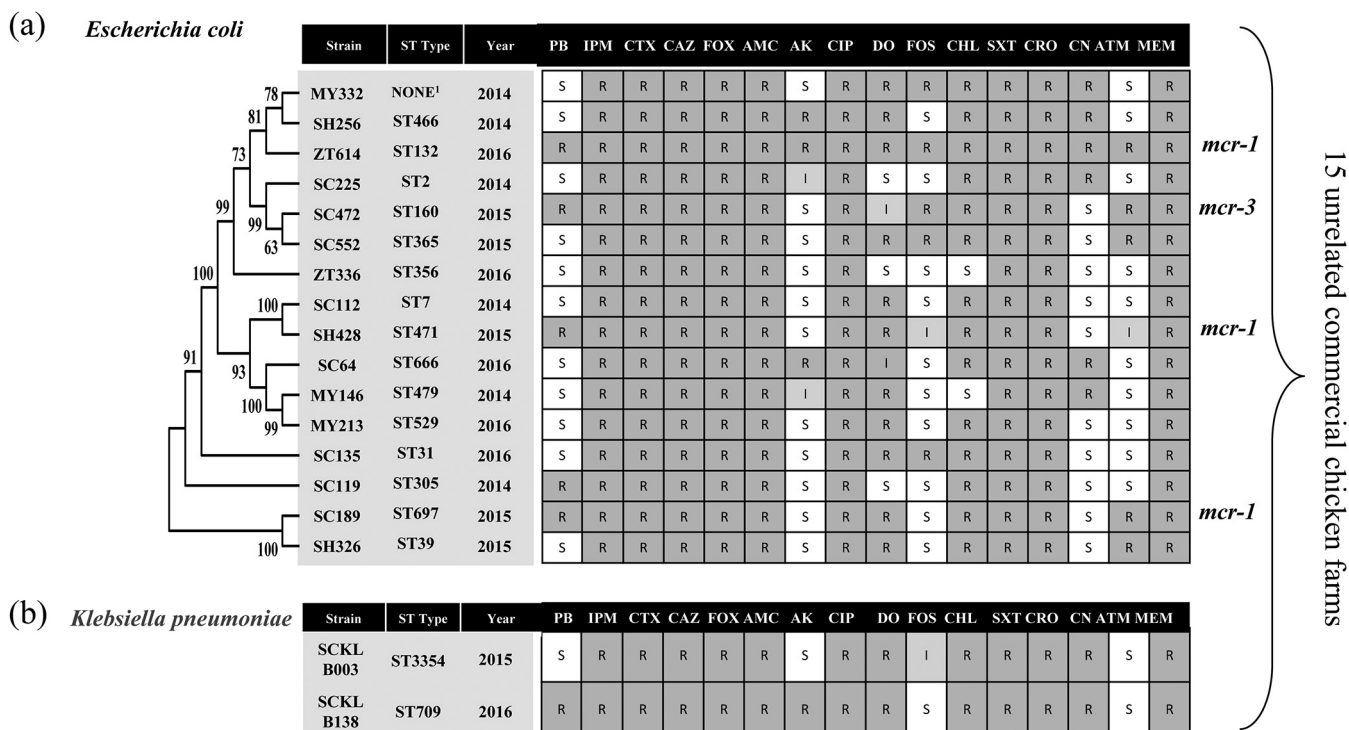 (a) Escherichia coli
Strain ST Type Year PB IPM CTX CAZ FOX AMC AK CIP DO FOS CHL SXT CRO CN ATM MEM
MY332 NONE¹ 2014 S R R R R R S R R R R R R R S R
SH256 ST466 2014 S R R R R R R R R S R R R R S R
ZT614 ST132 2016 R R R R R R R R R R R R R R R R mcr-1
SC225 ST2 2014 S R R R R R I R S S R R R R S R
SC472 ST160 2015 R R R R R R S R I R R R R S R R mcr-3
SC552 ST365 2015 S R R R R R S R R R R R R S R R
ZT336 ST356 2016 S R R R R R S R S S S R R S S R
SC112 ST7 2014 S R R R R R S R R S R R R S S R
SH428 ST471 2015 R R R R R R S R R I R R R S I R mcr-1
SC64 ST666 2016 S R R R R R R R I S R R R R S R
MY146 ST479 2014 S R R R R R I R R S S R R R S R
MY213 ST529 2016 S R R R R R S R R S R R R S S R
SC135 ST31 2016 S R R R R R S R R R R R R S S R
SC119 ST305 2014 R R R R R R S R S S R R R S S R
SC189 ST697 2015 R R R R R R S R R S R R R S R R mcr-1
SH326 ST39 2015 S R R R R R S R R S R R R S R R
78
81
73
99
99
63
100
100
91
93
100
99
100
15 unrelated commercial chicken farms
(b) Klebsiella pneumoniae
Strain ST Type Year PB IPM CTX CAZ FOX AMC AK CIP DO FOS CHL SXT CRO CN ATM MEM
SCKL
B003 ST3354 2015 S R R R R R S R R I R R R R S R
SCKL
B138 ST709 2016 R R R R R R R R R S R R R R S R